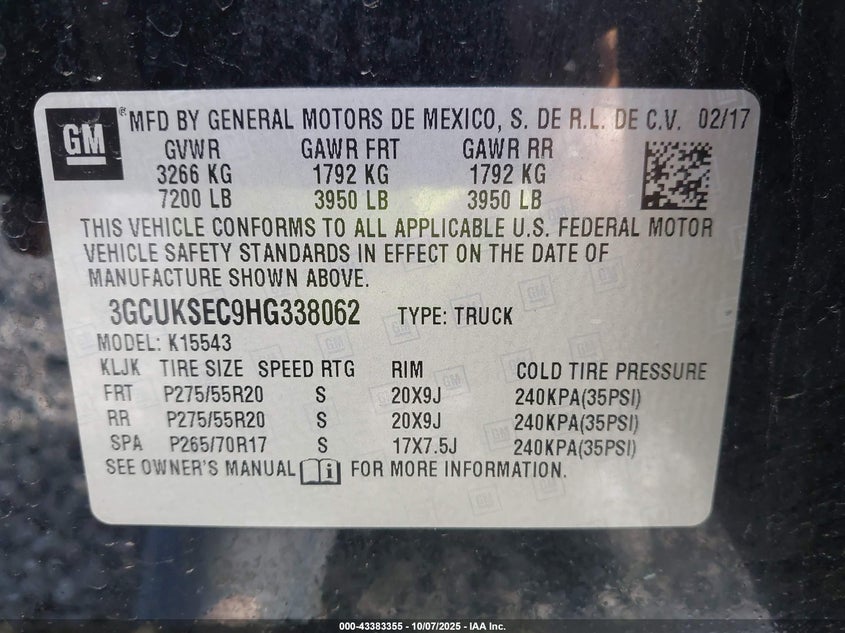 GM ® MFD BY GENERAL MOTORS DE MEXICO, S. DE R.L. DE C.V. 02/17
GVWR GAWR FRT GAWR RR
3266 KG 1792 KG 1792 KG
7200 LB 3950 LB 3950 LB
THIS VEHICLE CONFORMS TO ALL APPLICABLE U.S. FEDERAL MOTOR
VEHICLE SAFETY STANDARDS IN EFFECT ON THE DATE OF
MANUFACTURE SHOWN ABOVE.
3GCUKSEC9HG338062 TYPE: TRUCK
MODEL: K15543
KLJK TIRE SIZE SPEED RTG RIM COLD TIRE PRESSURE
FRT P275/55R20 S 20X9J 240KPA(35PSI)
RR P275/55R20 S 20X9J 240KPA(35PSI)
SPA P265/70R17 S 17X7.5J 240KPA(35PSI)
SEE OWNER'S MANUAL i FOR MORE INFORMATION.
000-43383355 - 10/07/2025 - IAA Inc.